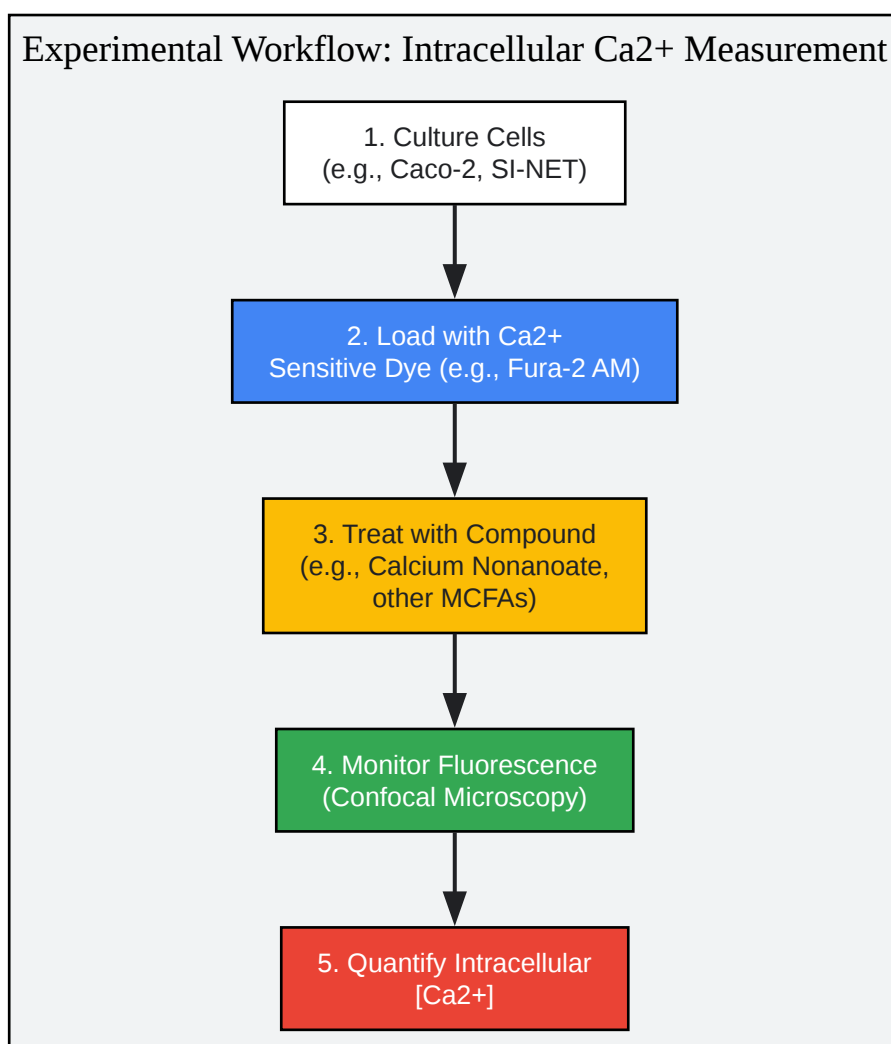 Experimental Workflow: Intracellular Ca2+ Measurement
1. Culture Cells
(e.g., Caco-2, SI-NET)
2. Load with Ca2+
Sensitive Dye (e.g., Fura-2 AM)
3. Treat with Compound
(e.g., Calcium Nonanoate,
other MCFAs)
4. Monitor Fluorescence
(Confocal Microscopy)
5. Quantify Intracellular
[Ca2+]